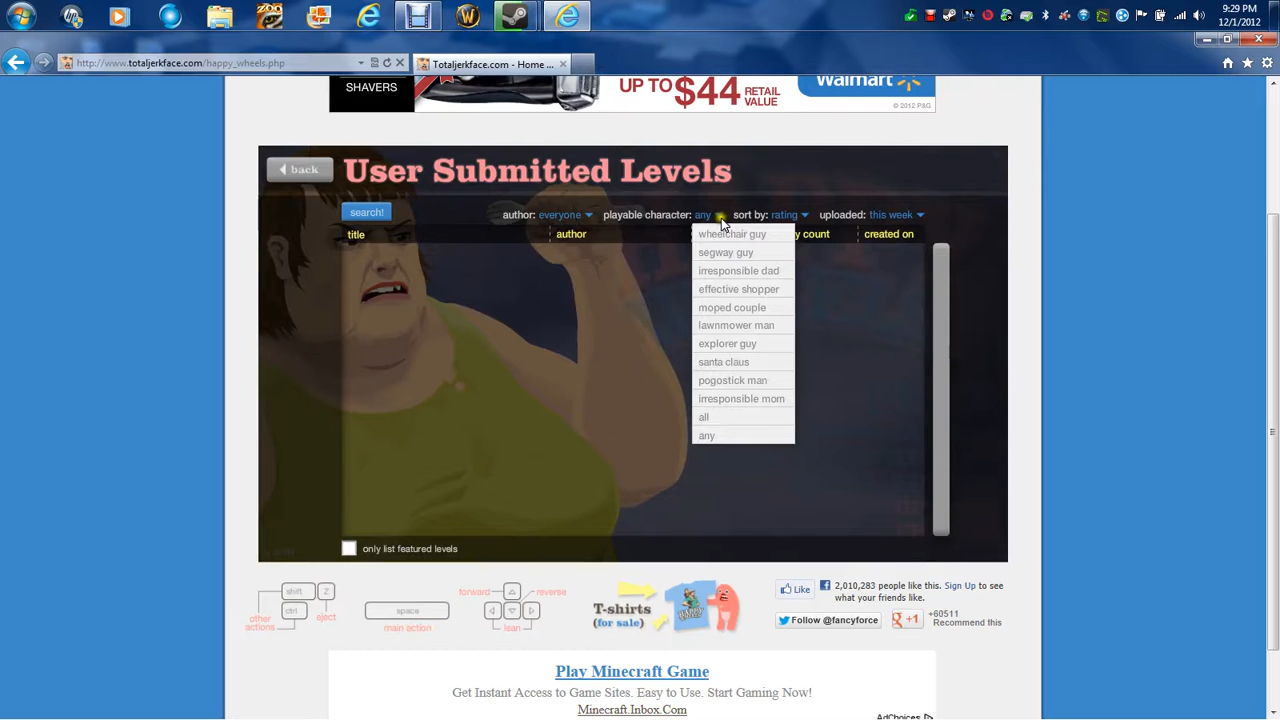 9:29 PM
12/1/2012
http://www.totaljerkface.com/happy_wheels.php
Totaljerkface.com - Home ...
SHAVERS
UP TO $44 RETAIL VALUE
Walmart
© 2012 P&G
back
User Submitted Levels
search!
author: everyone
playable character: any
sort by: rating
uploaded: this week
title
author
y count
created on
wheelchair guy
segway guy
irresponsible dad
effective shopper
moped couple
lawnmower man
explorer guy
santa claus
pogostick man
irresponsible mom
all
any
only list featured levels
shift
Z
ctrl
eject
other
actions
space
main action
forward
reverse
lean
T-shirts
(for sale)
Like
2,010,283 people like this. Sign Up to see
what your friends like.
Follow @fancyforce
+1
+60511
Recommend this
Play Minecraft Game
Get Instant Access to Game Sites. Easy to Use. Start Gaming Now!
Minecraft.Inbox.Com
AdChoices